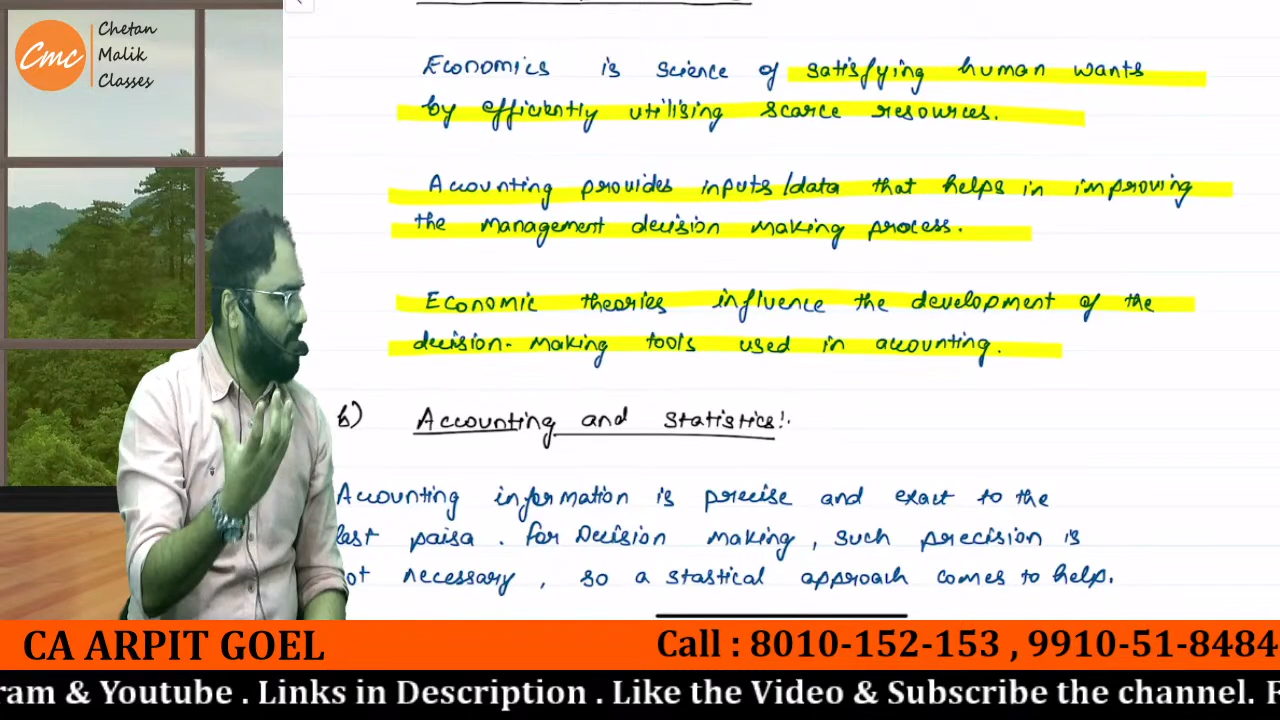 Chetan
Malik
Classes
cmc
Economics is science of satisfying human wants
by efficiently utilising scarce resources.
Accounting provides inputs/data that helps in improving
the management decision making process.
Economic theories influence the development of the
decision-making tools used in accounting.
b) Accounting and statistics:
Accounting information is precise and exact to the
last paisa. For Decision making, such precision is
not necessary, so a stastical approach comes to help.
CA ARPIT GOEL
Call : 8010-152-153 , 9910-51-8484
ram & Youtube . Links in Description . Like the Video & Subscribe the channel.